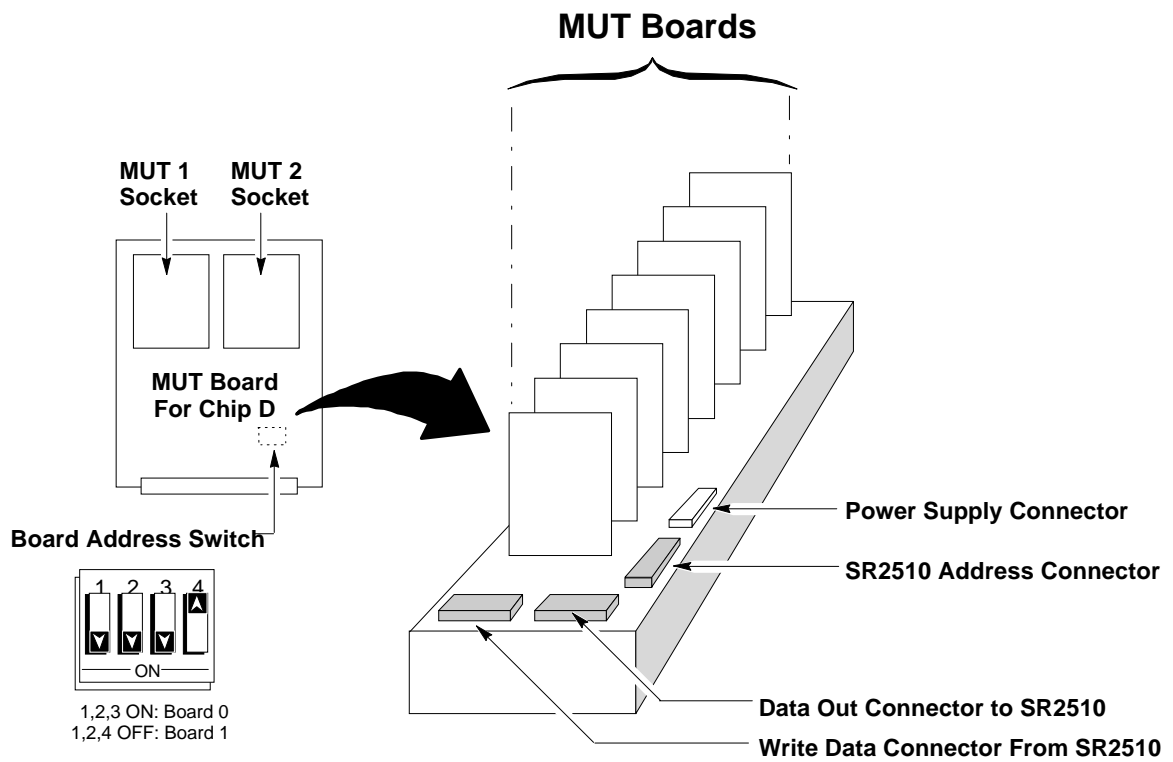 MUT Boards
MUT 1
Socket
MUT 2
Socket
MUT Board
For Chip D
Board Address Switch
1 2 3 4
ON
1,2,3 ON: Board 0
1,2,4 OFF: Board 1
Power Supply Connector
SR2510 Address Connector
Data Out Connector to SR2510
Write Data Connector From SR2510